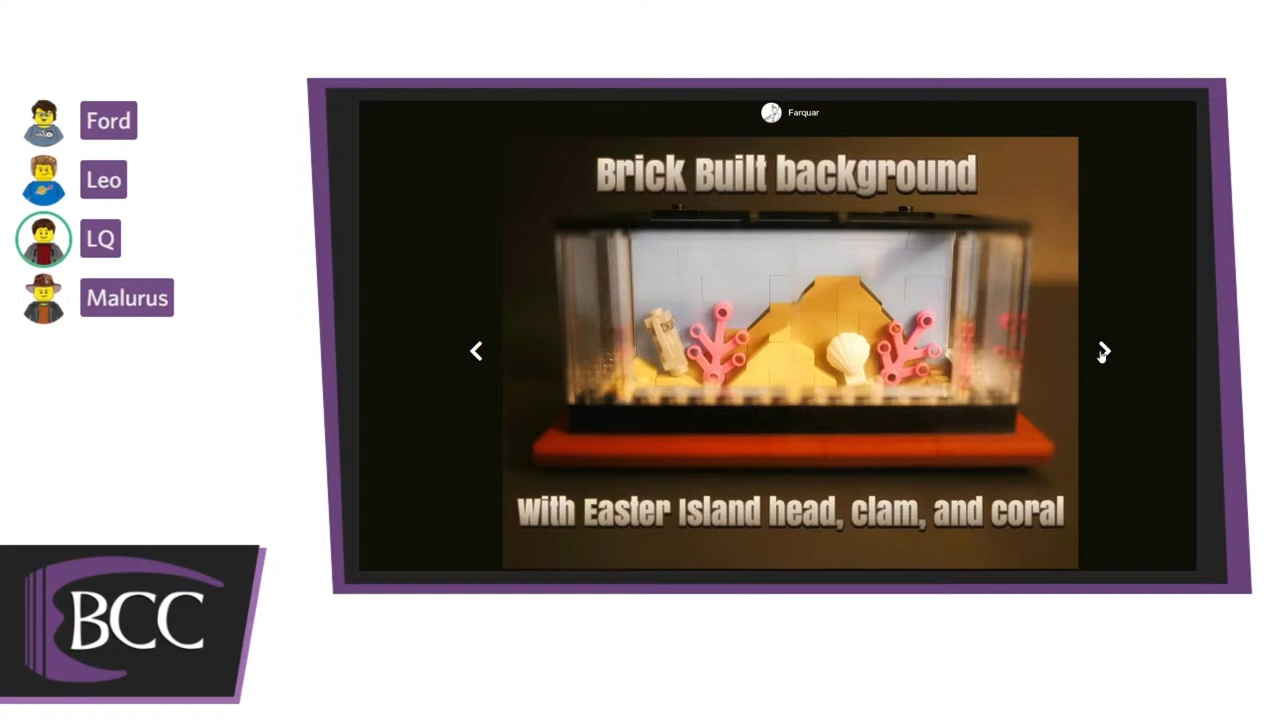 Ford
Leo
LQ
Malurus
BCC
Farquar
Brick Built background
With Easter Island head, clam, and coral